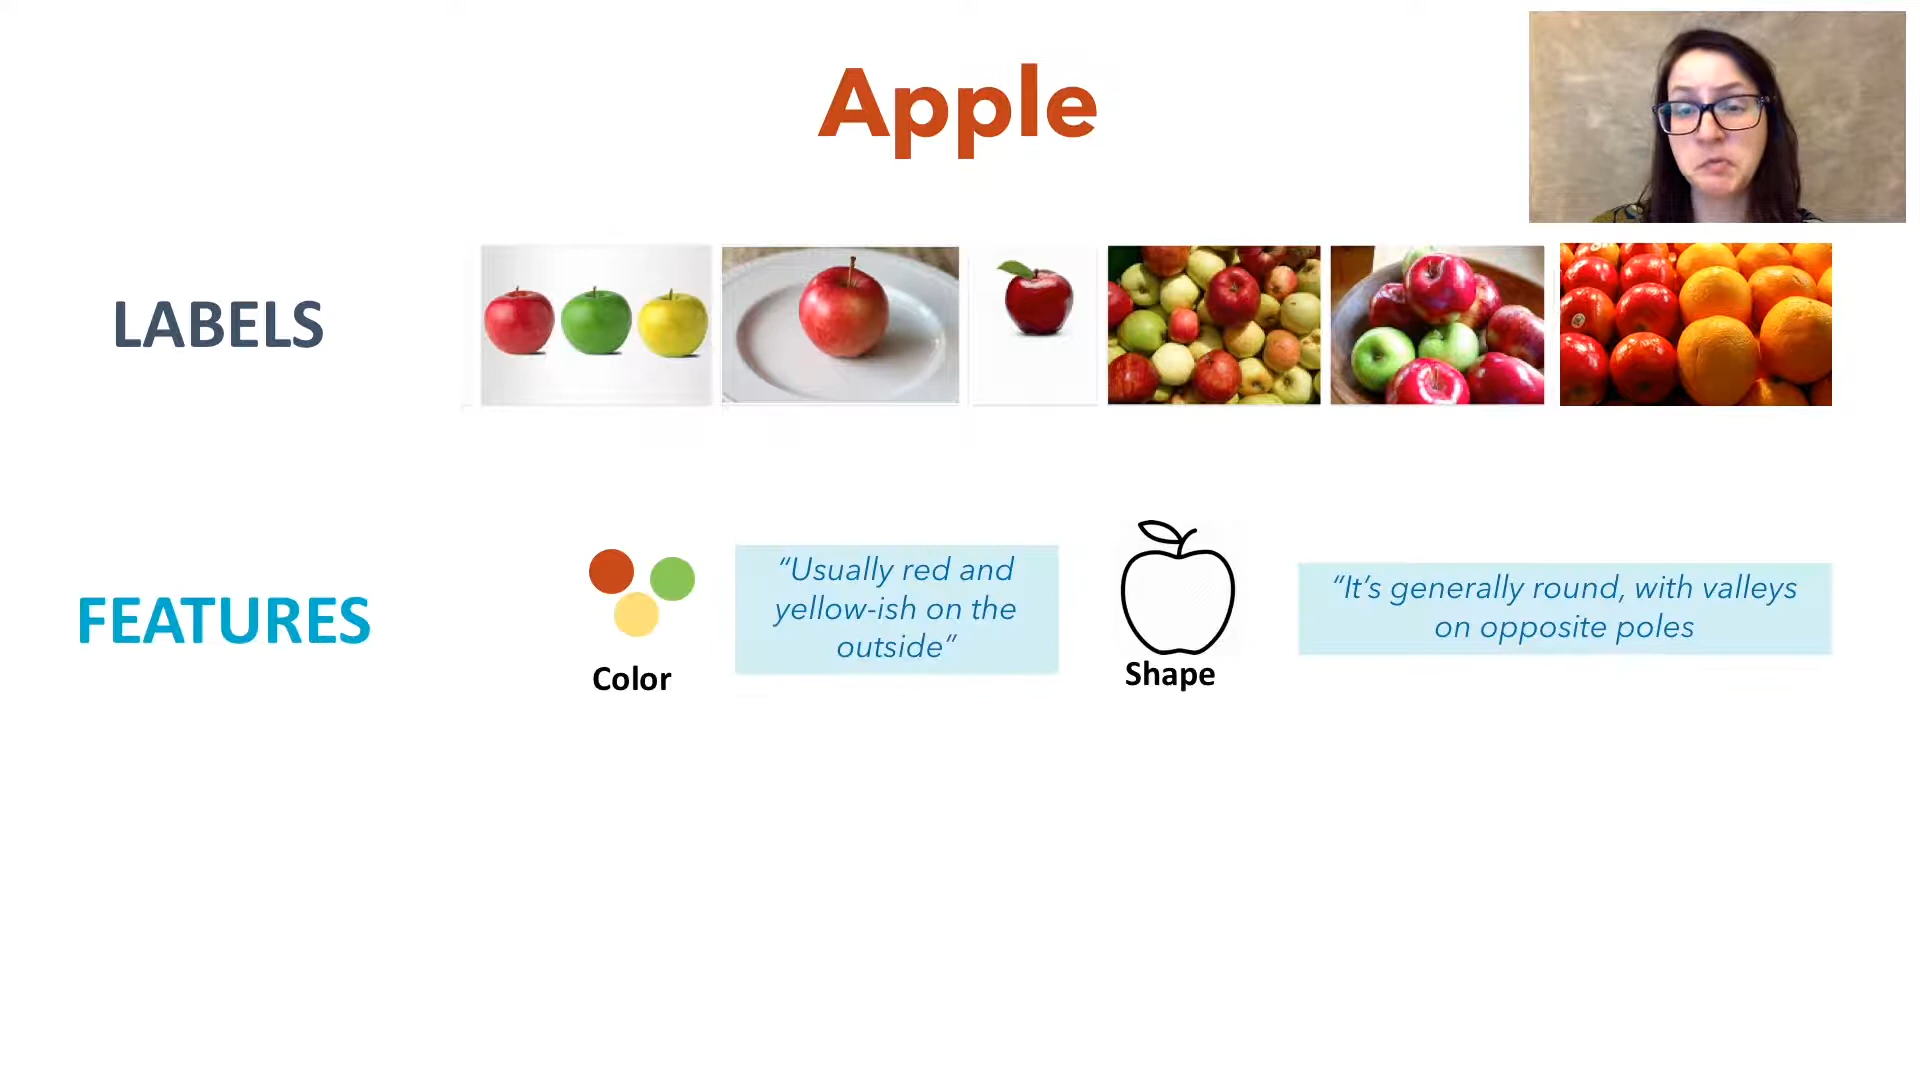 Apple
LABELS
FEATURES
Color
“Usually red and
yellow-ish on the
outside”
Shape
“It’s generally round, with valleys
on opposite poles